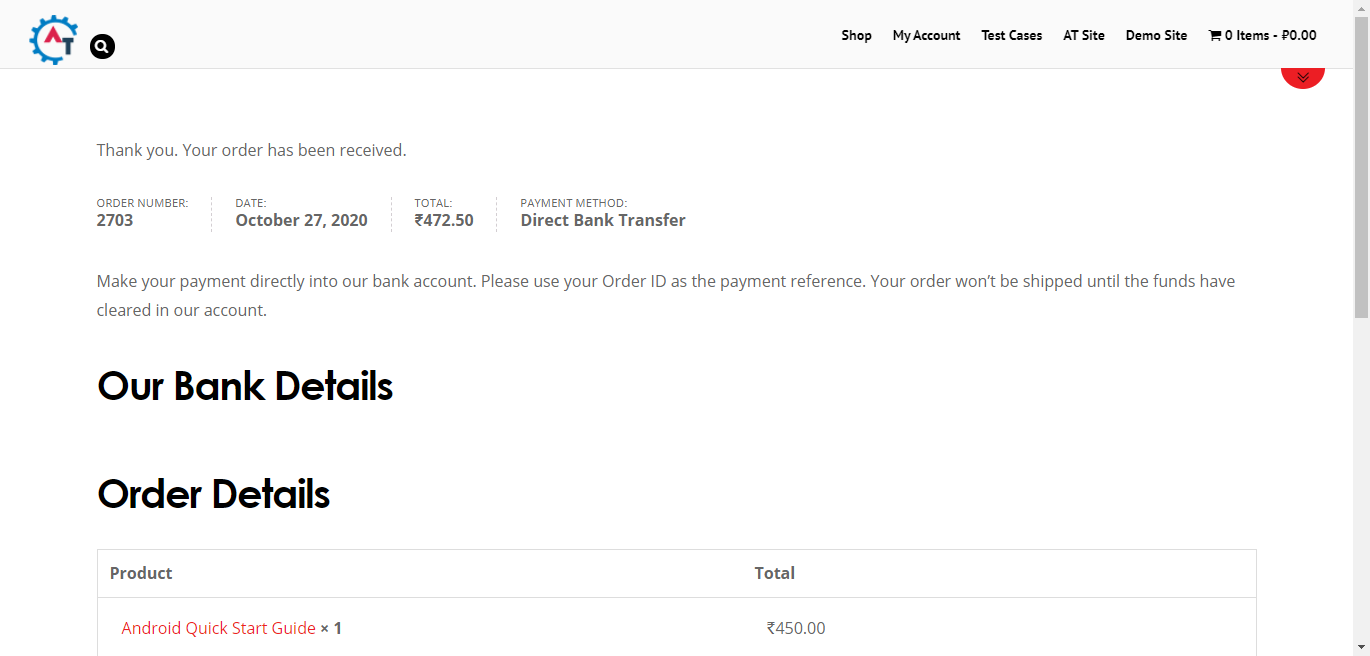 AT
Shop My Account Test Cases AT Site Demo Site 0 Items - ₽0.00
Thank you. Your order has been received.
ORDER NUMBER: DATE: TOTAL: PAYMENT METHOD:
2703 October 27, 2020 ₹472.50 Direct Bank Transfer
Make your payment directly into our bank account. Please use your Order ID as the payment reference. Your order won’t be shipped until the funds have
cleared in our account.
Our Bank Details
Order Details
Product Total
Android Quick Start Guide × 1 ₹450.00